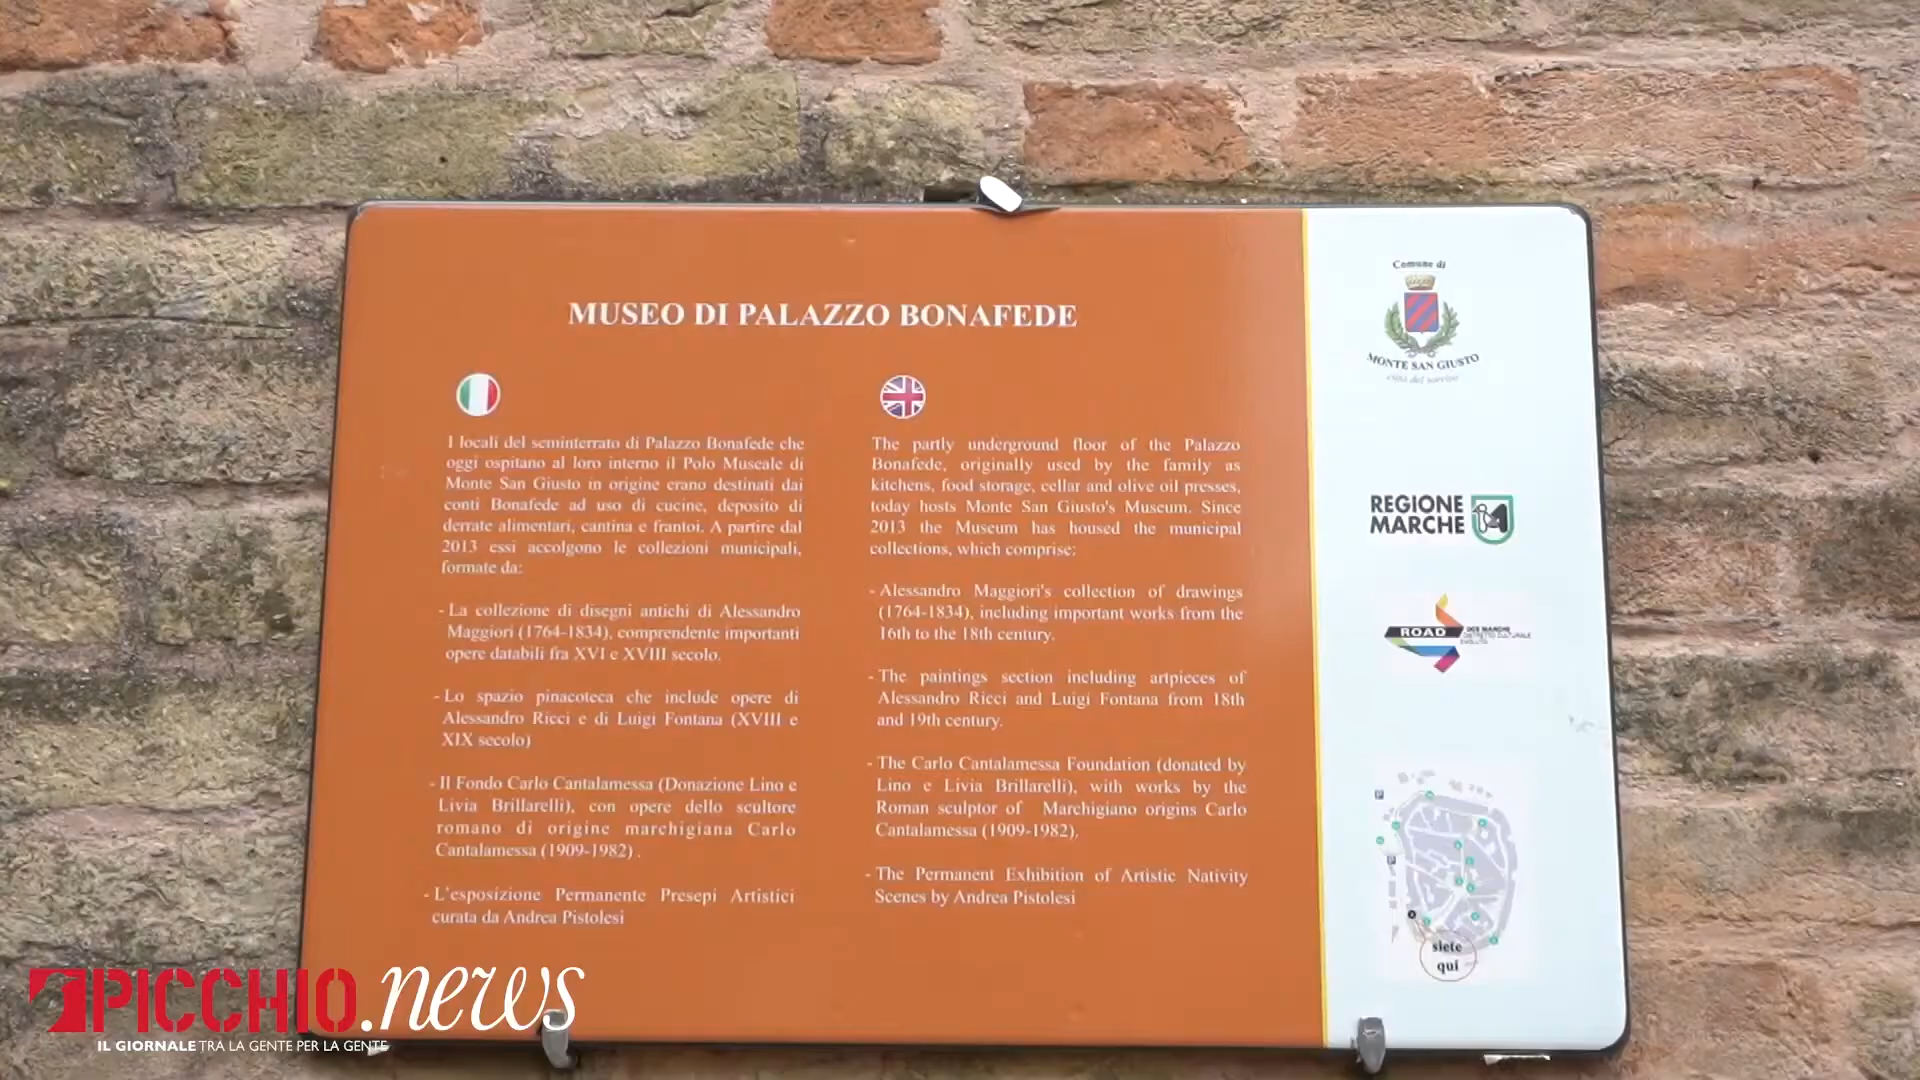 MUSEO DI PALAZZO BONAFEDE
I locali del seminterrato di Palazzo Bonafede che
oggi ospitano al loro interno il Polo Museale di
Monte San Giusto in origine erano destinati dai
conti Bonafede ad uso di cucine, deposito di
derrate alimentari, cantina e frantoi. A partire dal
2013 essi accolgono le collezioni municipali,
formate da:
- La collezione di disegni antichi di Alessandro
Maggiori (1764-1834), comprendente importanti
opere databili fra XVI e XVIII secolo.
- Lo spazio pinacoteca che include opere di
Alessandro Ricci e di Luigi Fontana (XVIII e
XIX secolo)
- Il Fondo Carlo Cantalamessa (Donazione Lino e
Livia Brillarelli), con opere dello scultore
romano di origine marchigiana Carlo
Cantalamessa (1909-1982) .
- L'esposizione Permanente Presepi Artistici
curata da Andrea Pistolesi
The partly underground floor of the Palazzo
Bonafede, originally used by the family as
kitchens, food storage, cellar and olive oil presses,
today hosts Monte San Giusto's Museum. Since
2013 the Museum has housed the municipal
collections, which comprise:
- Alessandro Maggiori's collection of drawings
(1764-1834), including important works from the
16th to the 18th century.
- The paintings section including artpieces of
Alessandro Ricci and Luigi Fontana from 18th
and 19th century.
- The Carlo Cantalamessa Foundation (donated by
Lino e Livia Brillarelli), with works by the
Roman sculptor of Marchigiano origins Carlo
Cantalamessa (1909-1982).
- The Permanent Exhibition of Artistic Nativity
Scenes by Andrea Pistolesi
Comune di
MONTE SAN GIUSTO
città del sorriso
REGIONE
MARCHE
ROAD
DCE MARCHE
DISTRETTO CULTURALE
EVOLUTO
P
P
siete
qui
PICCHIO.news
IL GIORNALE TRA LA GENTE PER LA GENTE